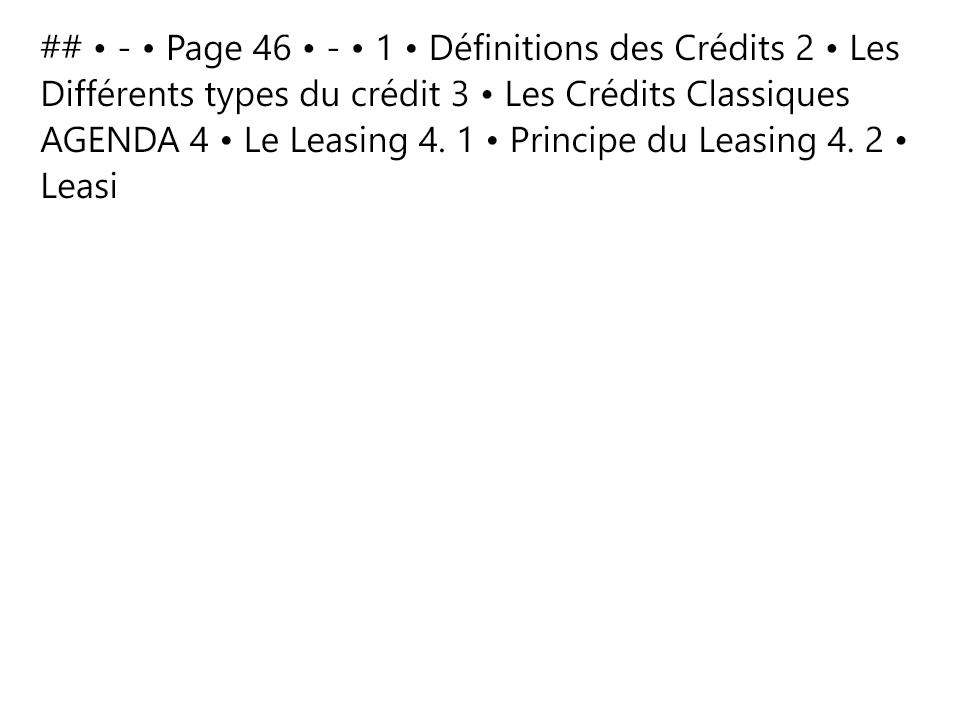 ## • - • Page 46 • - • 1 • Définitions des Crédits 2 • Les
Différents types du crédit 3 • Les Crédits Classiques
AGENDA 4 • Le Leasing 4. 1 • Principe du Leasing 4. 2 •
Leasi